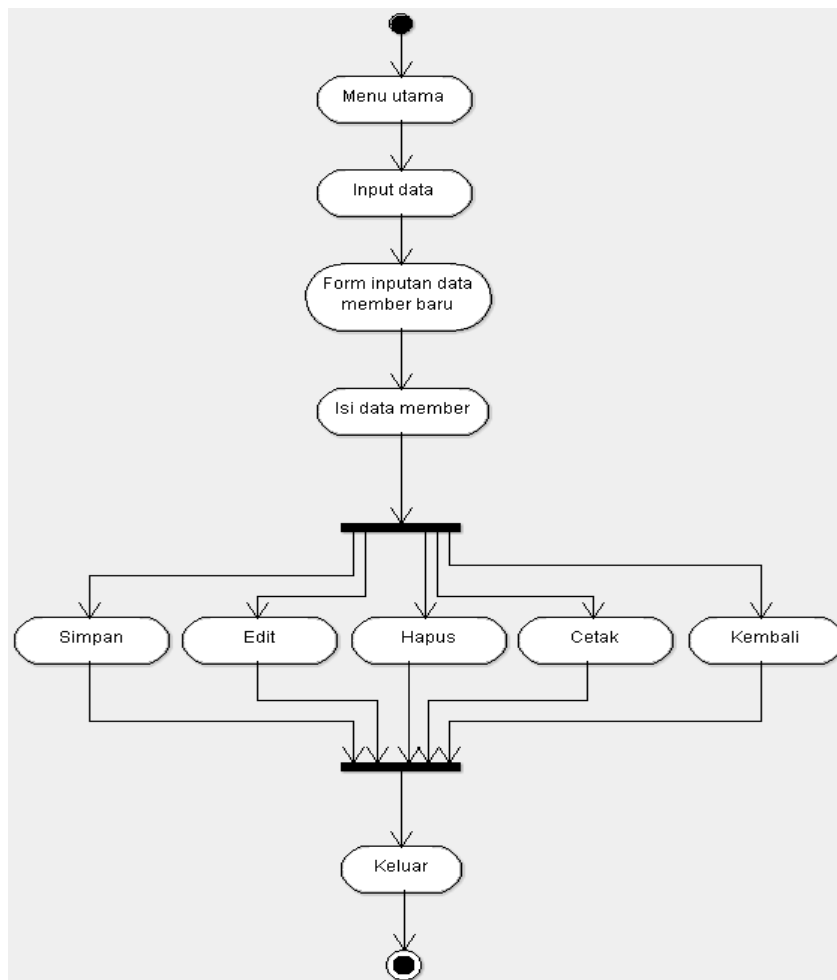 Menu utama
Input data
Form inputan data
member baru
Isi data member
Simpan
Edit
Hapus
Cetak
Kembali
Keluar